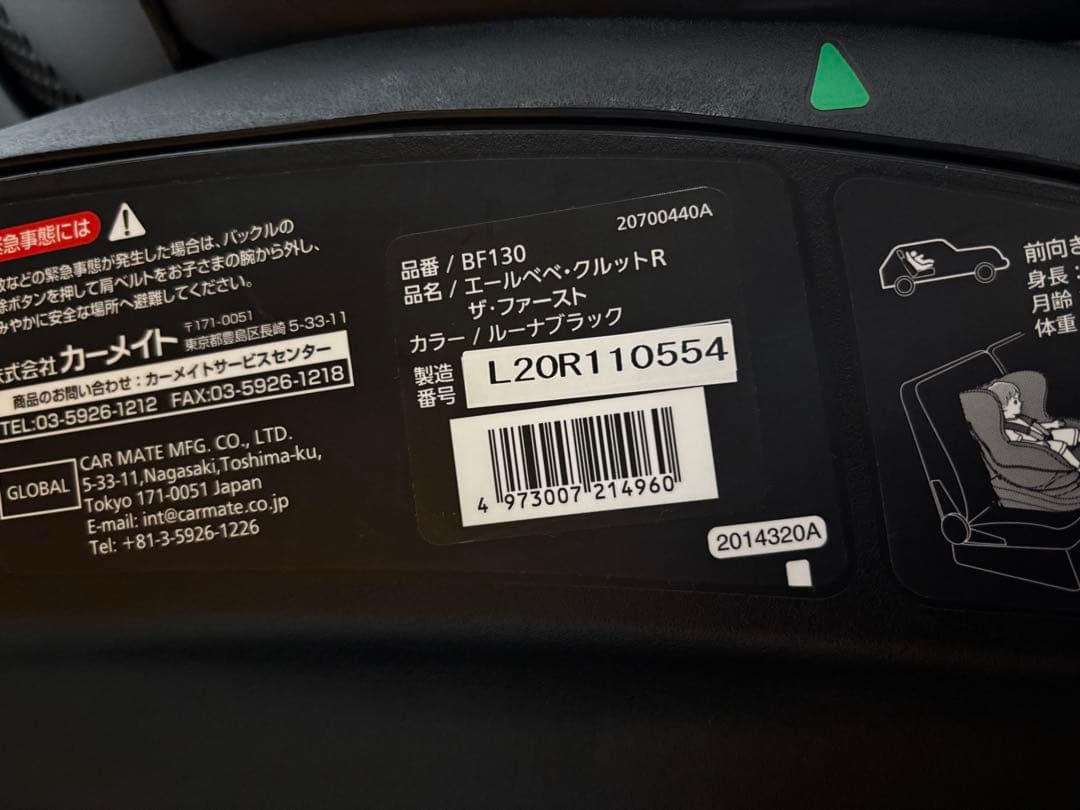 急事態には
などの緊急事態が発生した場合は、バックルの
除ボタンを押して肩ベルトをお子さまの腕から外し、
みやかに安全な場所へ避難してください。
式会社 カーメイト 〒171-0051
東京都豊島区長崎5-33-11
商品のお問い合わせ:カーメイトサービスセンター
TEL:03-5926-1212 FAX:03-5926-1218
GLOBAL
CAR MATE MFG. CO., LTD.
5-33-11,Nagasaki,Toshima-ku,
Tokyo 171-0051 Japan
E-mail: int@carmate.co.jp
Tel: +81-3-5926-1226
20700440A
品番 / BF130
品名 / エールベベ・クルットR
ザ・ファースト
カラー / ルーナブラック
製造
番号
L20R110554
4 973007 214960
2014320A
前向き
身長:
月齢
体重